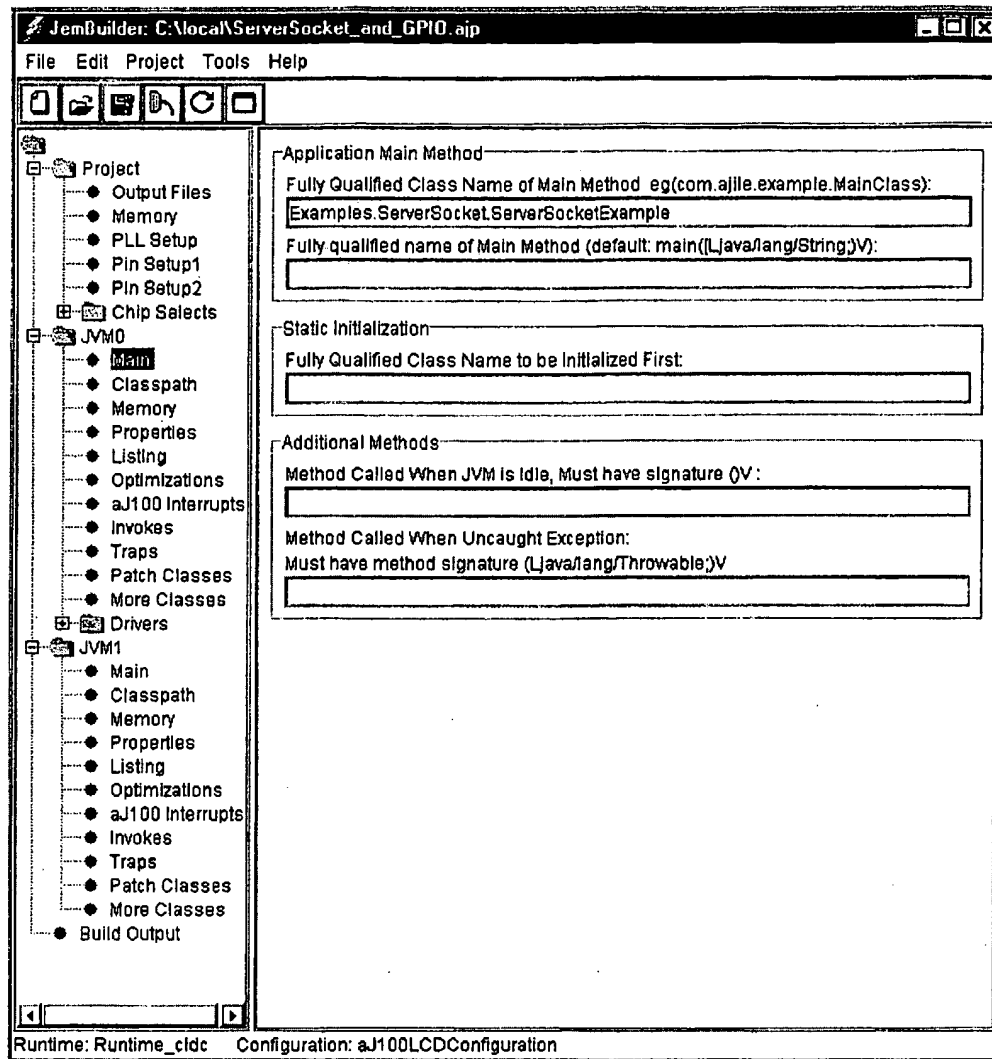 JemBuilder: C:\local\ServerSocket_and_GPIO.ajp
File Edit Project Tools Help
Project
Output Files
Memory
PLL Setup
Pin Setup1
Pin Setup2
Chip Selects
JVM0
Main
Classpath
Memory
Properties
Listing
Optimizations
aJ100 Interrupts
Invokes
Traps
Patch Classes
More Classes
Drivers
JVM1
Main
Classpath
Memory
Properties
Listing
Optimizations
aJ100 Interrupts
Invokes
Traps
Patch Classes
More Classes
Build Output
Application Main Method
Fully Qualified Class Name of Main Method eg(com.ajile.example.MainClass):
Examples.ServerSocket.ServerSocketExample
Fully qualified name of Main Method (default: main([Ljava/lang/String;)V):
Static Initialization
Fully Qualified Class Name to be Initialized First:
Additional Methods
Method Called When JVM is Idle, Must have signature ()V :
Method Called When Uncaught Exception:
Must have method signature (Ljava/lang/Throwable;)V
Runtime: Runtime_cldc Configuration: aJ100LCDConfiguration